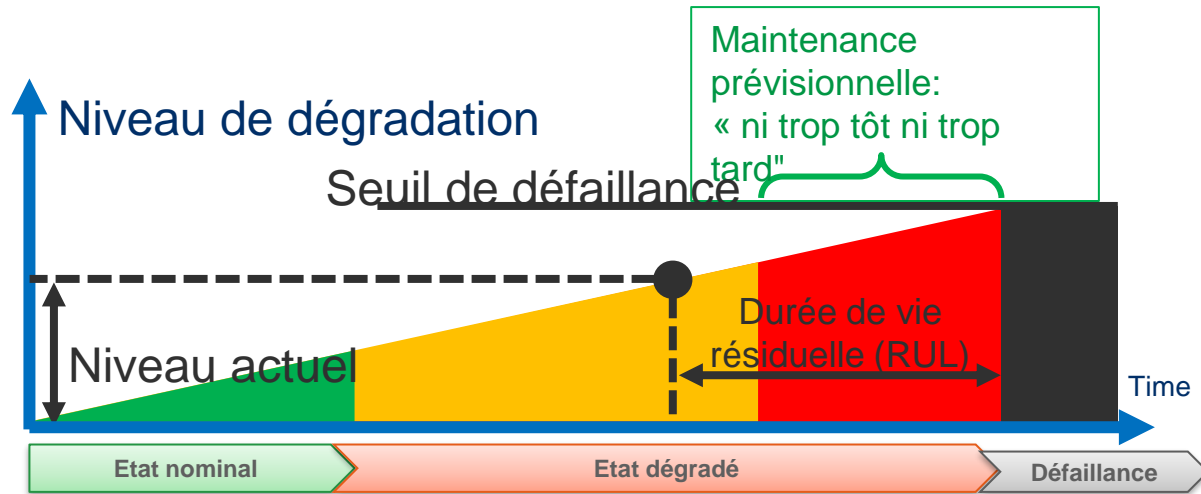 Maintenance
prévisionnelle:
« ni trop tôt ni trop
tard"
Niveau de dégradation
Seuil de défaillance
Durée de vie
résiduelle (RUL)
Niveau actuel
Time
Etat nominal
Etat dégradé
Défaillance